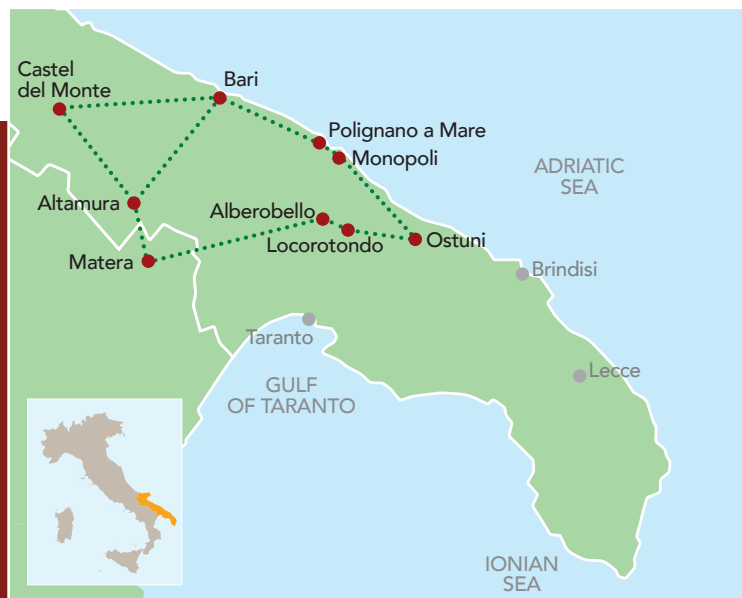 Castel
del Monte
Bari
Polignano a Mare
Monopoli
ADRIATIC
SEA
Altamura
Alberobello
Locorotondo
Ostuni
Matera
Brindisi
Taranto
Lecce
GULF
OF TARANTO
IONIAN
SEA